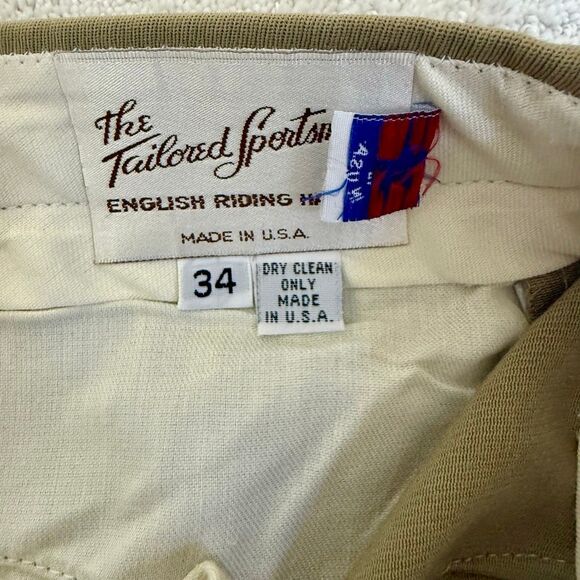 The
Tailored Sportsm
ENGLISH RIDING HA
MADE IN U.S.A.
34
DRY CLEAN
ONLY
MADE
IN U.S.A.